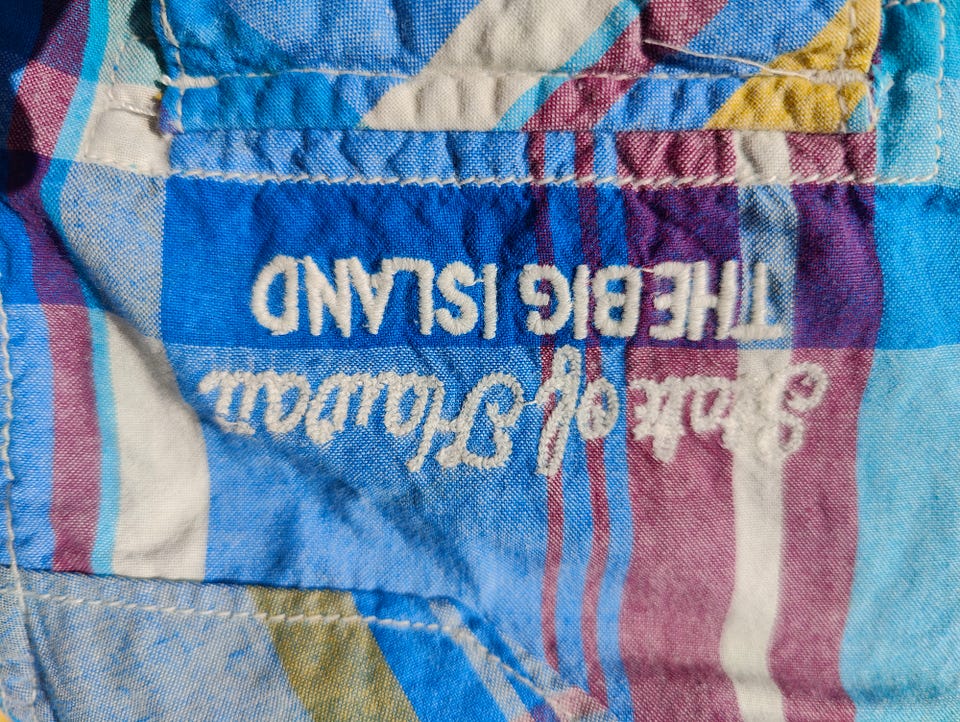 State of Hawaii
THE BIG ISLAND